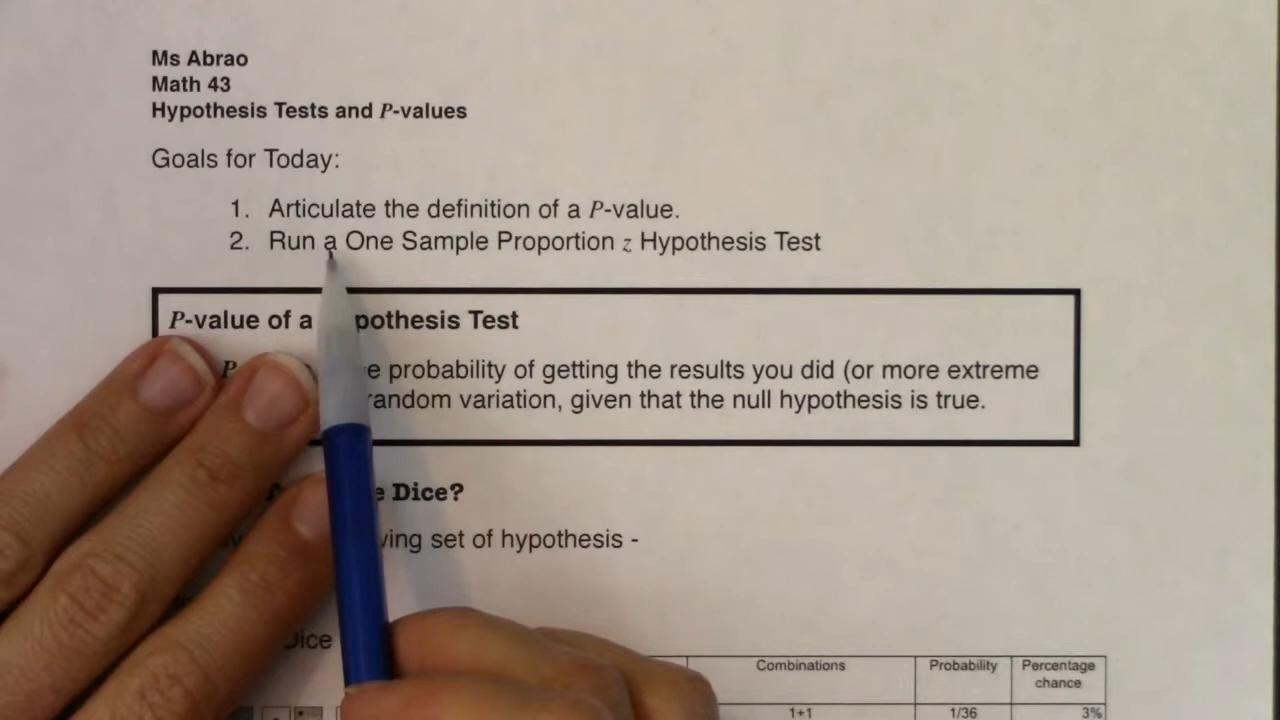 Ms Abrao
Math 43
Hypothesis Tests and P-values
Goals for Today:
1. Articulate the definition of a P-value.
2. Run a One Sample Proportion z Hypothesis Test
P-value of a pothesis Test
P e probability of getting the results you did (or more extreme
random variation, given that the null hypothesis is true.
e Dice?
ving set of hypothesis -
Dice
Combinations Probability Percentage chance
1+1 1/36 3%